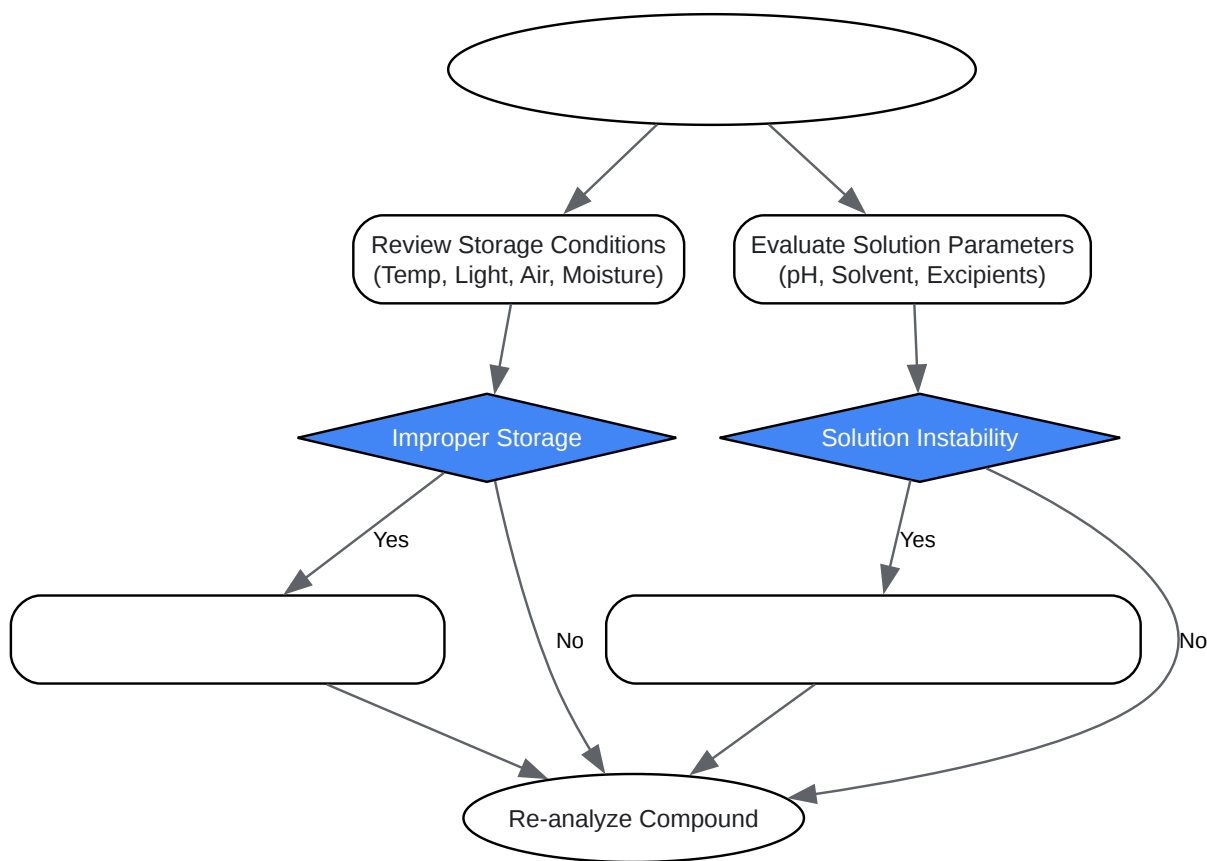 Review Storage Conditions
(Temp, Light, Air, Moisture)
Evaluate Solution Parameters
(pH, Solvent, Excipients)
Improper Storage
Solution Instability
Yes
Yes
No
No
Re-analyze Compound